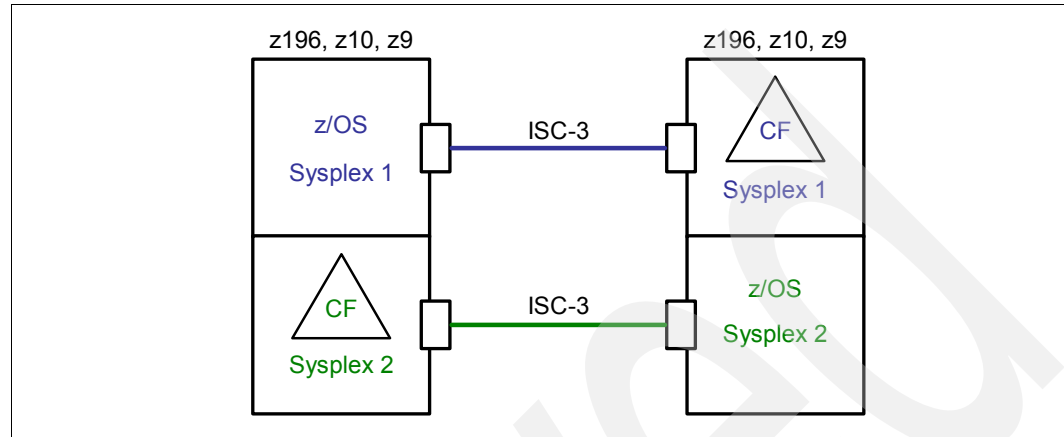 z196, z10, z9
z196, z10, z9
z/OS
Sysplex 1
ISC-3
CF
Sysplex 1
CF
Sysplex 2
ISC-3
z/OS
Sysplex 2